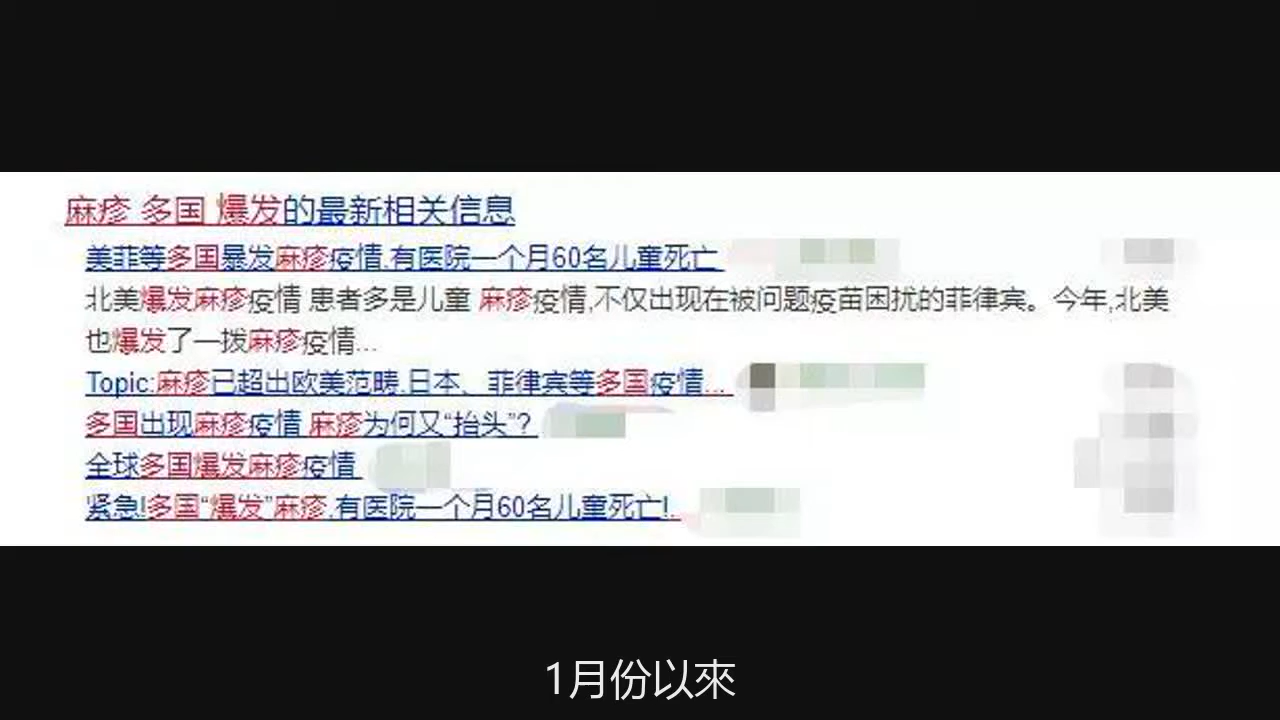 麻疹 多国 爆发的最新相关信息
美菲等多国暴发麻疹疫情,有医院一个月60名儿童死亡
北美爆发麻疹疫情 患者多是儿童 麻疹疫情,不仅出现在被问题疫苗困扰的菲律宾。今年,北美
也爆发了一拨麻疹疫情...
Topic:麻疹已超出欧美范畴,日本、菲律宾等多国疫情...
多国出现麻疹疫情 麻疹为何又“抬头”?
全球多国爆发麻疹疫情
紧急!多国“爆发”麻疹,有医院一个月60名儿童死亡!.
1月份以來